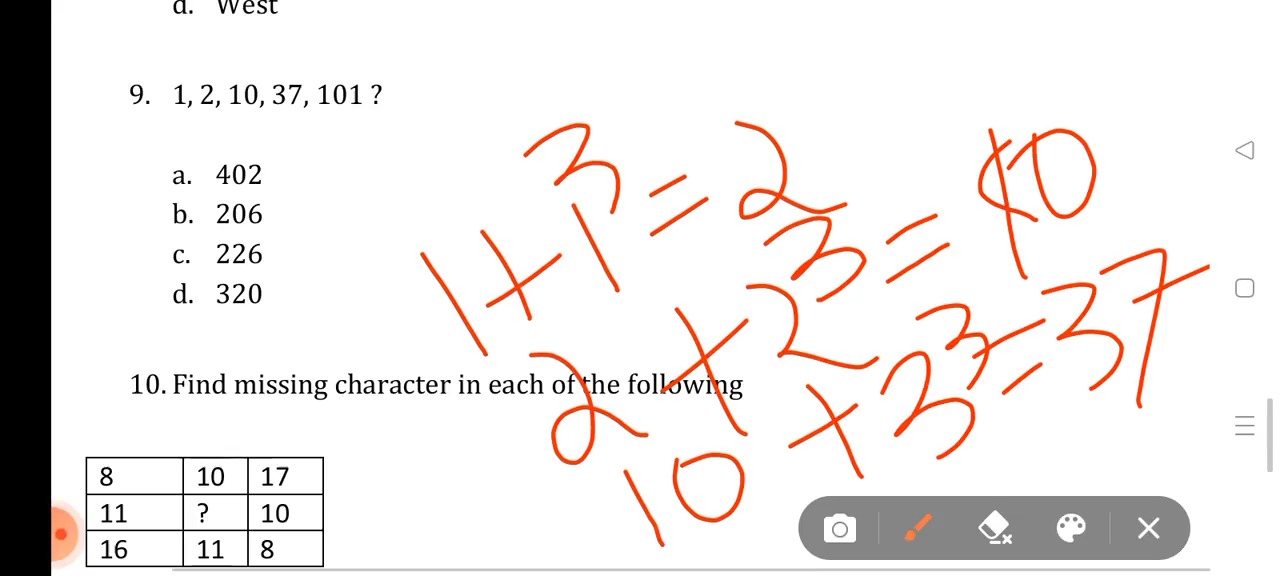 d. West
9. 1, 2, 10, 37, 101 ?
a. 402
b. 206
c. 226
d. 320
1+1³=2
2+2³=10
10+3³=37
10. Find missing character in each of the following
8 10 17
11 ? 10
16 11 8